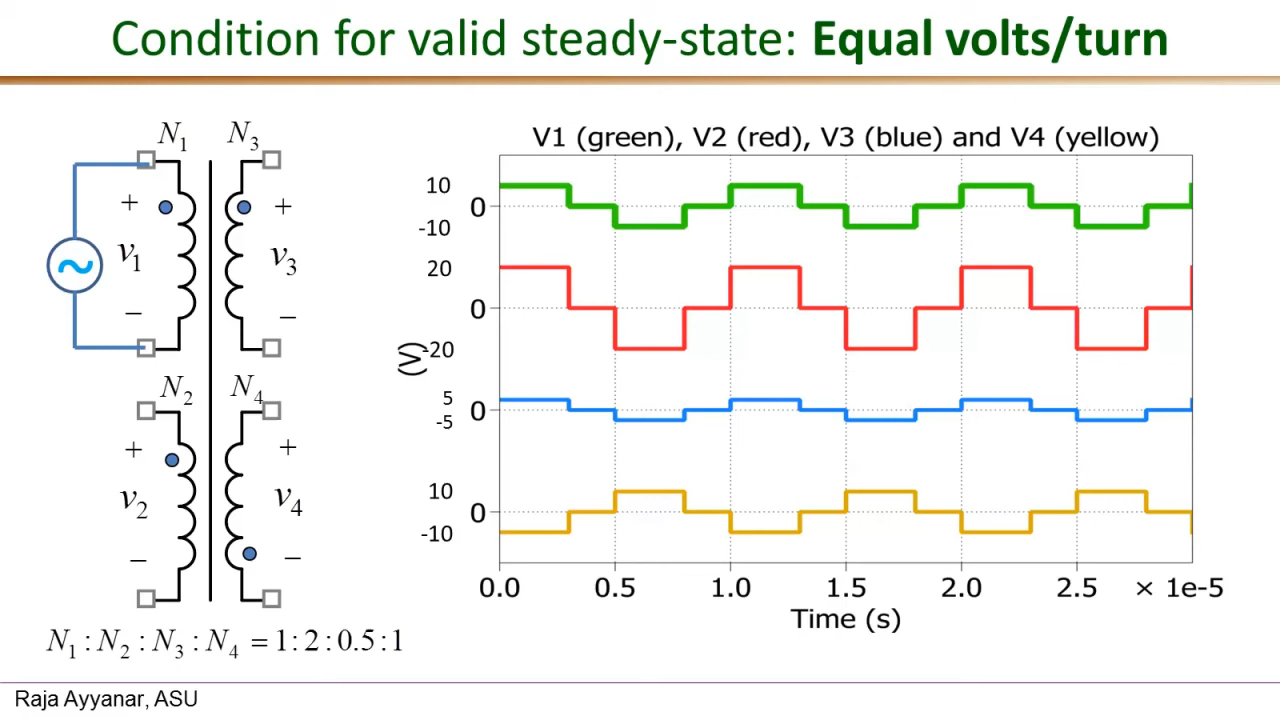 Condition for valid steady-state: Equal volts/turn
N1 N3
+ +
v1 v3
− −
N2 N4
+ +
v2 v4
− −
N1 : N2 : N3 : N4 = 1 : 2 : 0.5 : 1
V1 (green), V2 (red), V3 (blue) and V4 (yellow)
10
0
-10
20
0
-20
(V)
5
0
-5
10
0
-10
0.0 0.5 1.0 1.5 2.0 2.5 × 1e-5
Time (s)
Raja Ayyanar, ASU